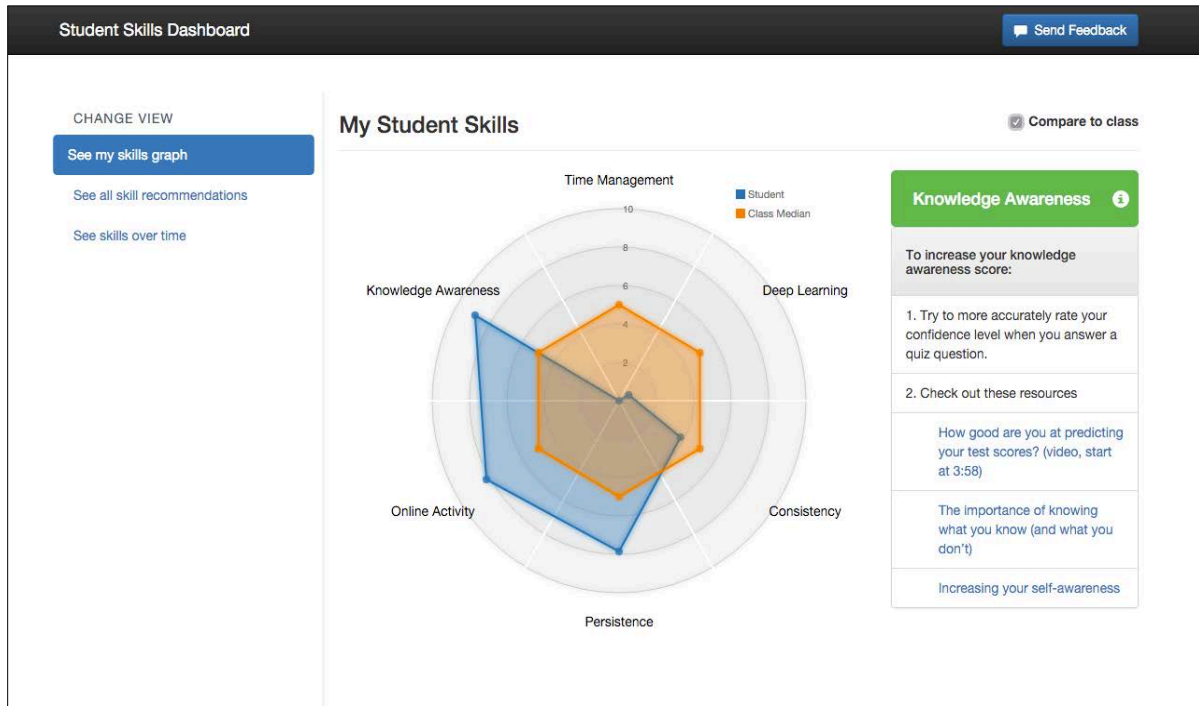 Student Skills Dashboard
Send Feedback
CHANGE VIEW
See my skills graph
See all skill recommendations
See skills over time
My Student Skills
Compare to class
Time Management
Student
Class Median
10
8
6
4
2
Knowledge Awareness
Deep Learning
Online Activity
Consistency
Persistence
Knowledge Awareness
To increase your knowledge
awareness score:
1. Try to more accurately rate your
confidence level when you answer a
quiz question.
2. Check out these resources
How good are you at predicting
your test scores? (video, start
at 3:58)
The importance of knowing
what you know (and what you
don't)
Increasing your self-awareness